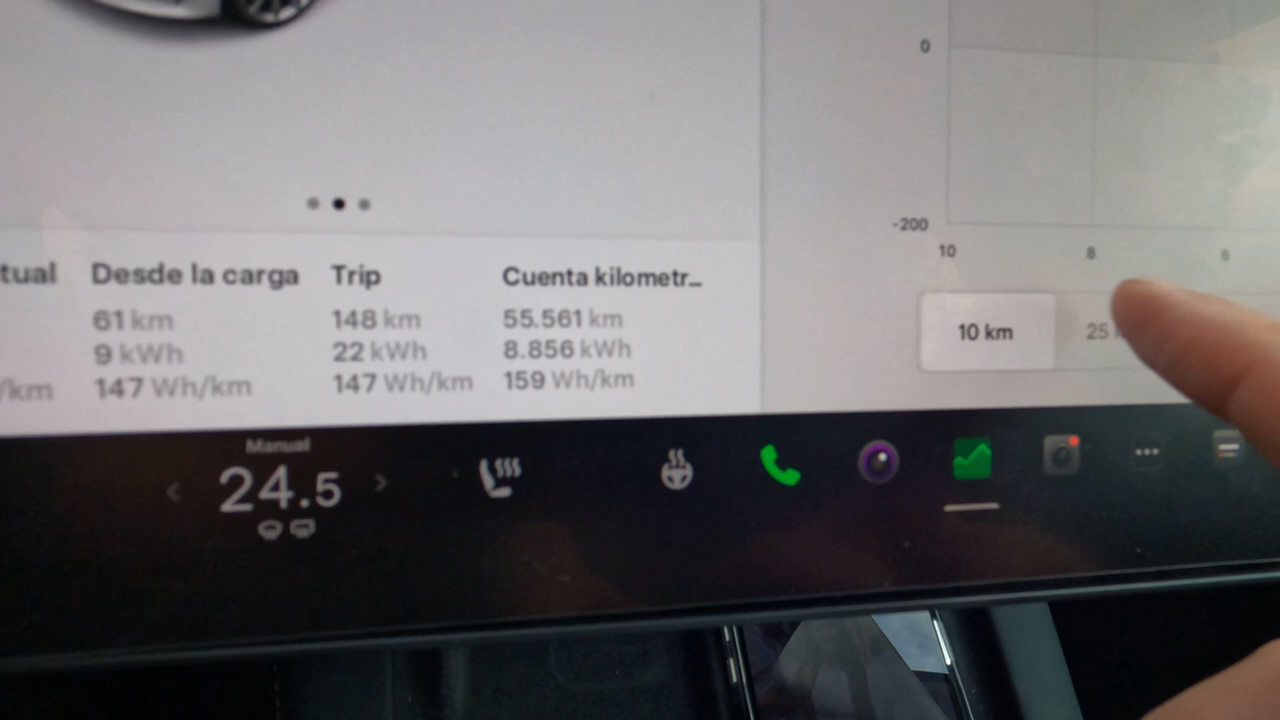 0
-200
10 8 6
tual Desde la carga Trip Cuenta kilometr...
61 km 148 km 55.561 km
9 kWh 22 kWh 8.856 kWh
/km 147 Wh/km 147 Wh/km 159 Wh/km
10 km 25
Manual
24.5